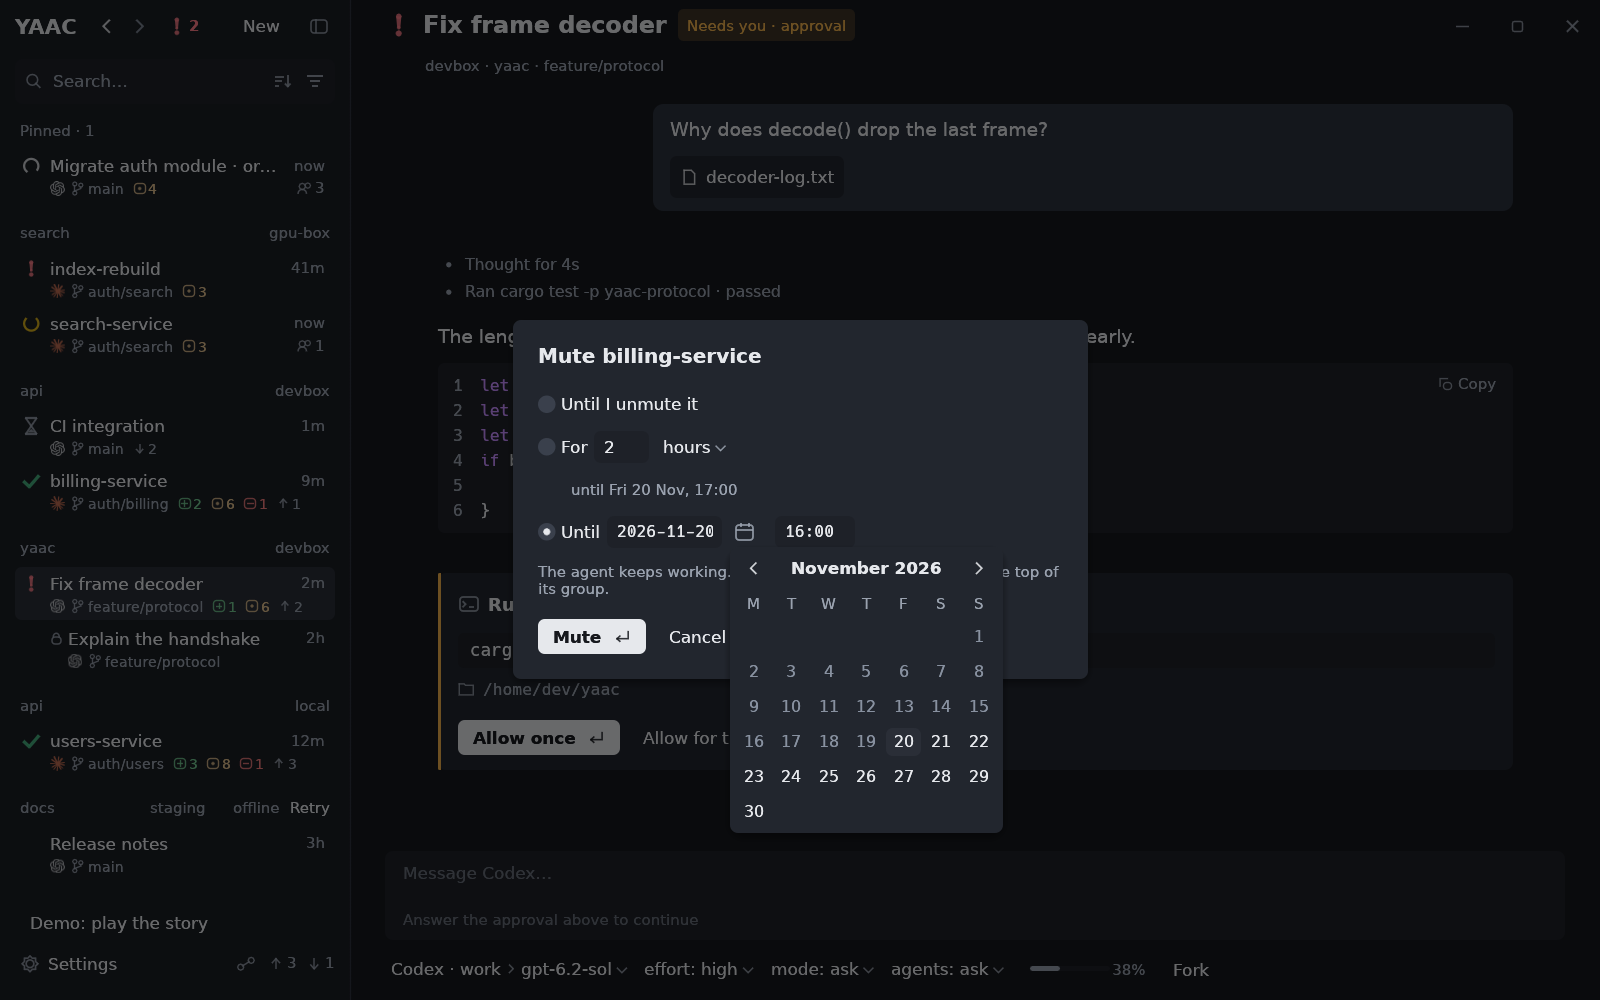 YAAC
2
New
Search...
Pinned · 1
Migrate auth module · or...
now
main
4
3
search
gpu-box
index-rebuild
41m
auth/search
3
search-service
now
auth/search
3
1
api
devbox
CI integration
1m
main
2
billing-service
9m
auth/billing
2
6
1
1
yaac
devbox
Fix frame decoder
2m
feature/protocol
1
6
2
Explain the handshake
2h
feature/protocol
api
local
users-service
12m
auth/users
3
8
1
3
docs
staging
offline
Retry
Release notes
3h
main
Demo: play the story
Settings
3
1
Fix frame decoder
Needs you · approval
devbox · yaac · feature/protocol
Why does decode() drop the last frame?
decoder-log.txt
Thought for 4s
Ran cargo test -p yaac-protocol · passed
The
early.
Copy
1 let
2 let
3 let
4 if
5
6 }
/home/dev/yaac
Allow once
Message Codex...
Answer the approval above to continue
Codex · work
gpt-6.2-sol
effort: high
mode: ask
agents: ask
38%
Fork
Mute billing-service
Until I unmute it
For
2
hours
until Fri 20 Nov, 17:00
Until
2026-11-20
16:00
The agent keeps working.
top of
its group.
Mute
Cancel
November 2026
M T W T F S S
1
2 3 4 5 6 7 8
9 10 11 12 13 14 15
16 17 18 19 20 21 22
23 24 25 26 27 28 29
30